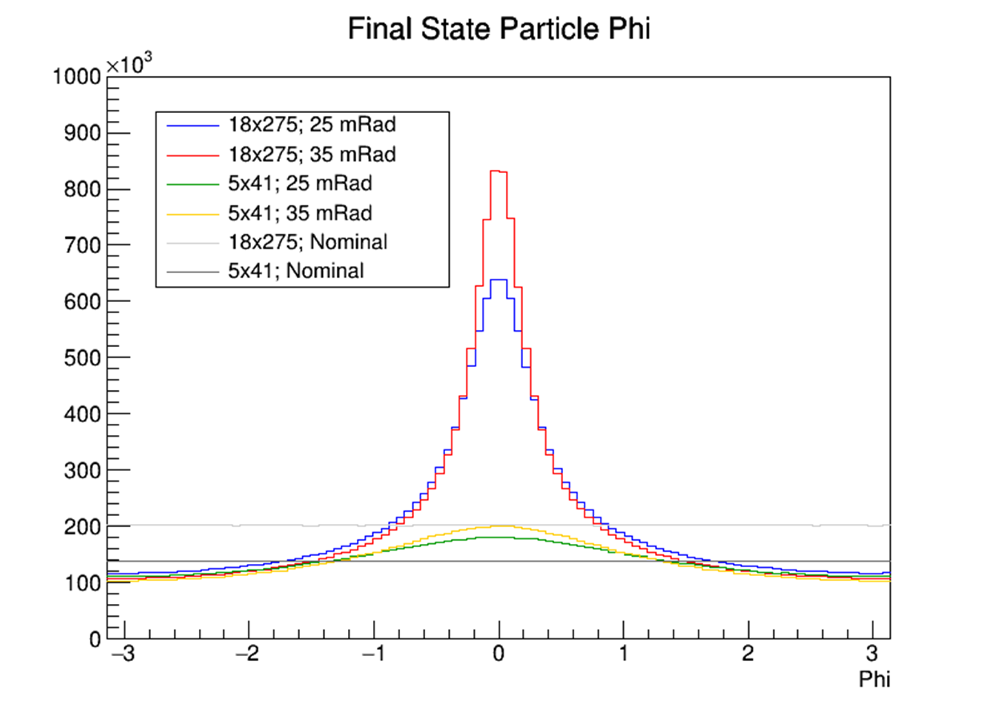 Final State Particle Phi
×10³
1000
900
800
700
600
500
400
300
200
100
0
18x275; 25 mRad
18x275; 35 mRad
5x41; 25 mRad
5x41; 35 mRad
18x275; Nominal
5x41; Nominal
−3 −2 −1 0 1 2 3
Phi